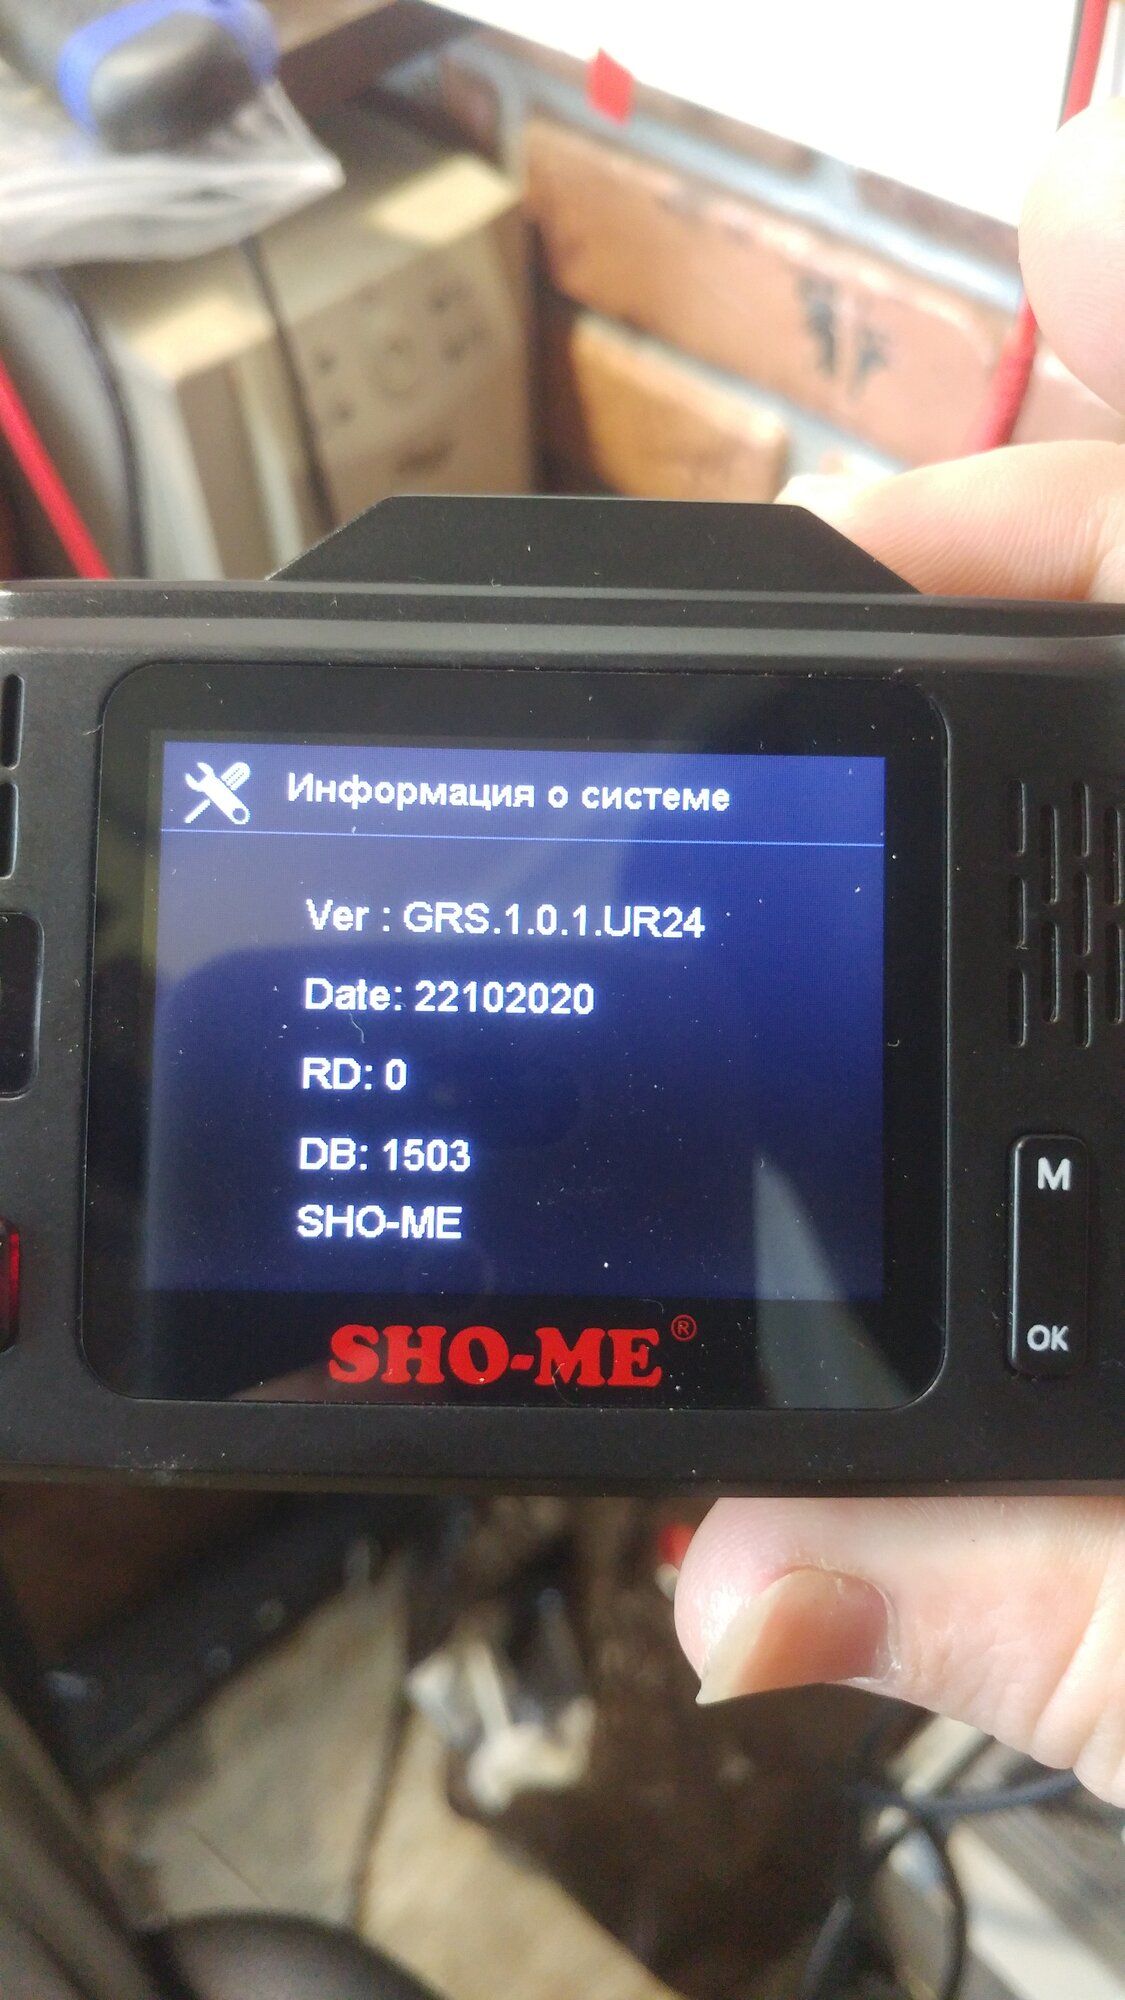 Информация о системе
Ver : GRS.1.0.1.UR24
Date: 22102020
RD: 0
DB: 1503
SHO-ME
SHO-ME®
M
OK